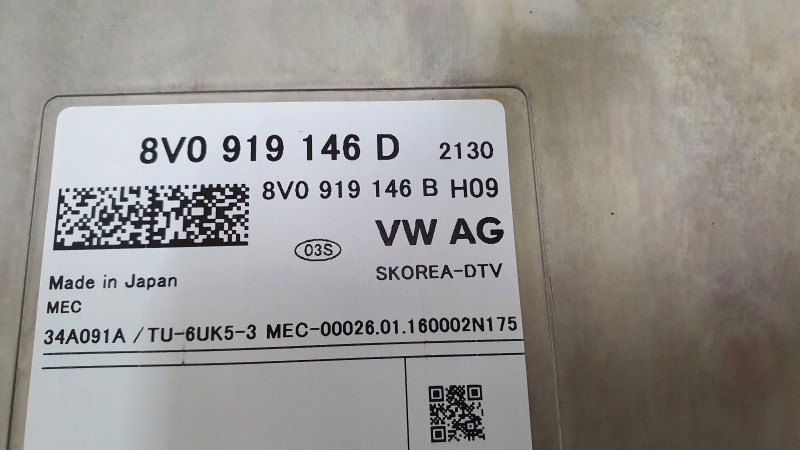 8V0 919 146 D 2130
8V0 919 146 B H09
VW AG
03S
SKOREA-DTV
Made in Japan
MEC
34A091A / TU-6UK5-3 MEC-00026.01.160002N175